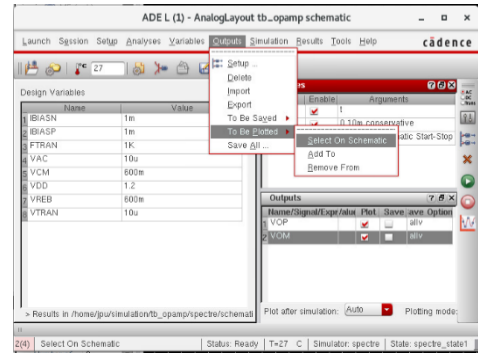 ADE L (1) - AnalogLayout tb_opamp schematic
Launch Session Setup Analyses Variables Outputs Simulation Results Tools Help
cādence
27
Setup ...
Delete
Import
Export
To Be Saved
To Be Plotted
Save All ...
Select On Schematic
Add To
Remove From
Design Variables
Name Value
1 IBIASN 1m
2 IBIASP 1m
3 FTRAN 1K
4 VAC 10u
5 VCM 600m
6 VDD 1.2
7 VREB 600m
8 VTRAN 10u
Enable Arguments
0 10m conservative
Start-Stop
Outputs
Name/Signal/Expr Plot Save Option
1 VOP allv
2 VOM allv
> Results in /home/jpu/simulation/tb_opamp/spectre/schemati
Plot after simulation: Auto Plotting mode:
2(4) Select On Schematic Status: Ready T=27 C Simulator: spectre State: spectre_state1